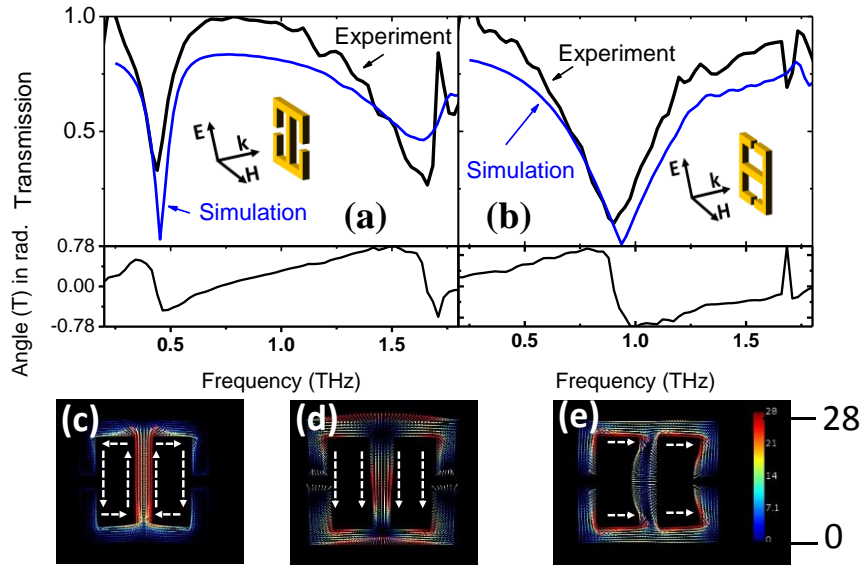 1.0
0.5
Transmission
Experiment
Simulation
E
k
H
(a)
Experiment
Simulation
E
k
H
(b)
Angle (T) in rad.
0.78
0.00
-0.78
0.5
1.0
1.5
0.5
1.0
1.5
Frequency (THz)
Frequency (THz)
(c)
(d)
(e)
28
21
14
7.1
0
28
0